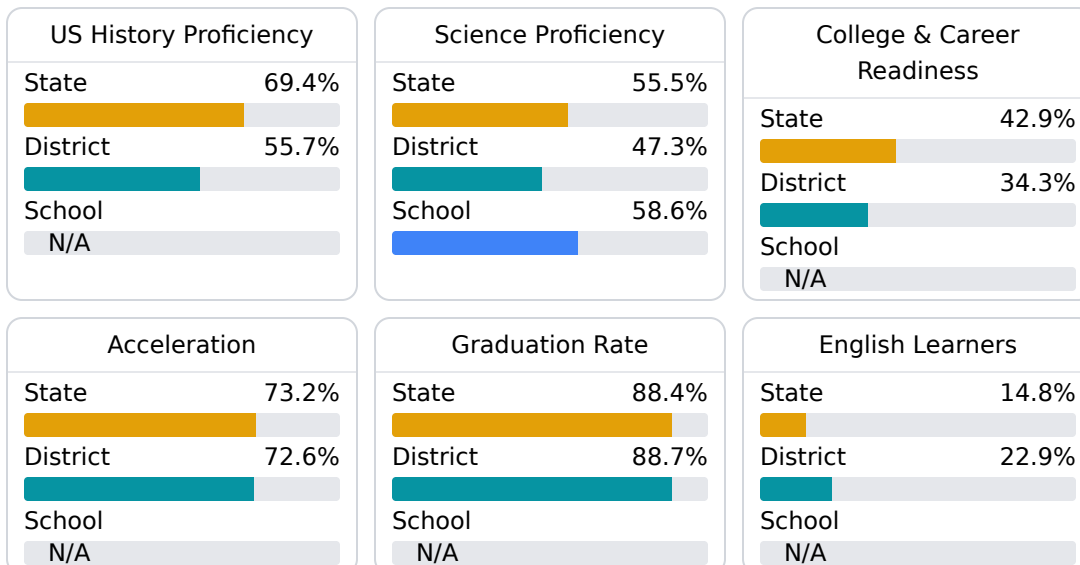 US History Proficiency
State 69.4%
District 55.7%
School
N/A
Science Proficiency
State 55.5%
District 47.3%
School 58.6%
College & Career
Readiness
State 42.9%
District 34.3%
School
N/A
Acceleration
State 73.2%
District 72.6%
School
N/A
Graduation Rate
State 88.4%
District 88.7%
School
N/A
English Learners
State 14.8%
District 22.9%
School
N/A